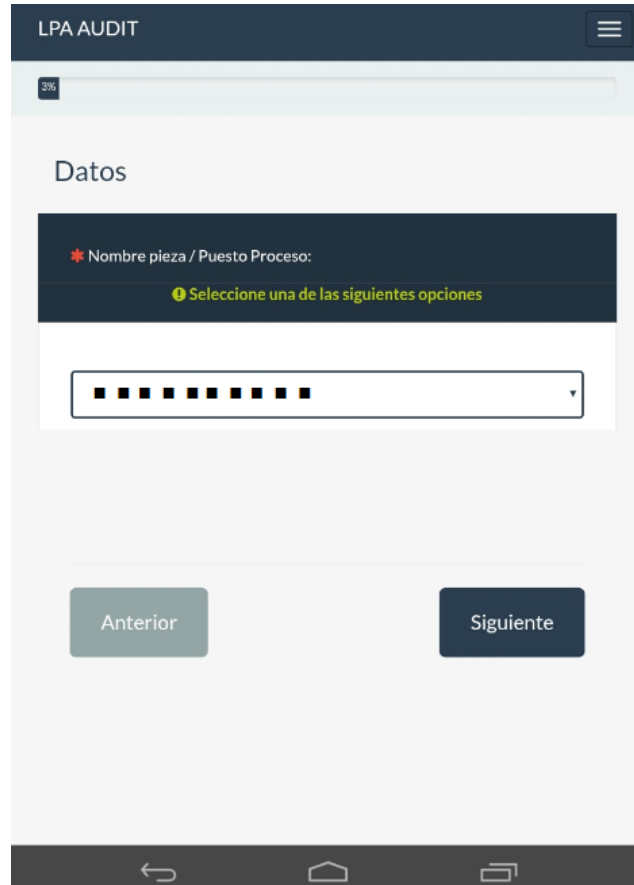 LPA AUDIT
3%
Datos
* Nombre pieza / Puesto Proceso:
Seleccione una de las siguientes opciones
Anterior
Siguiente